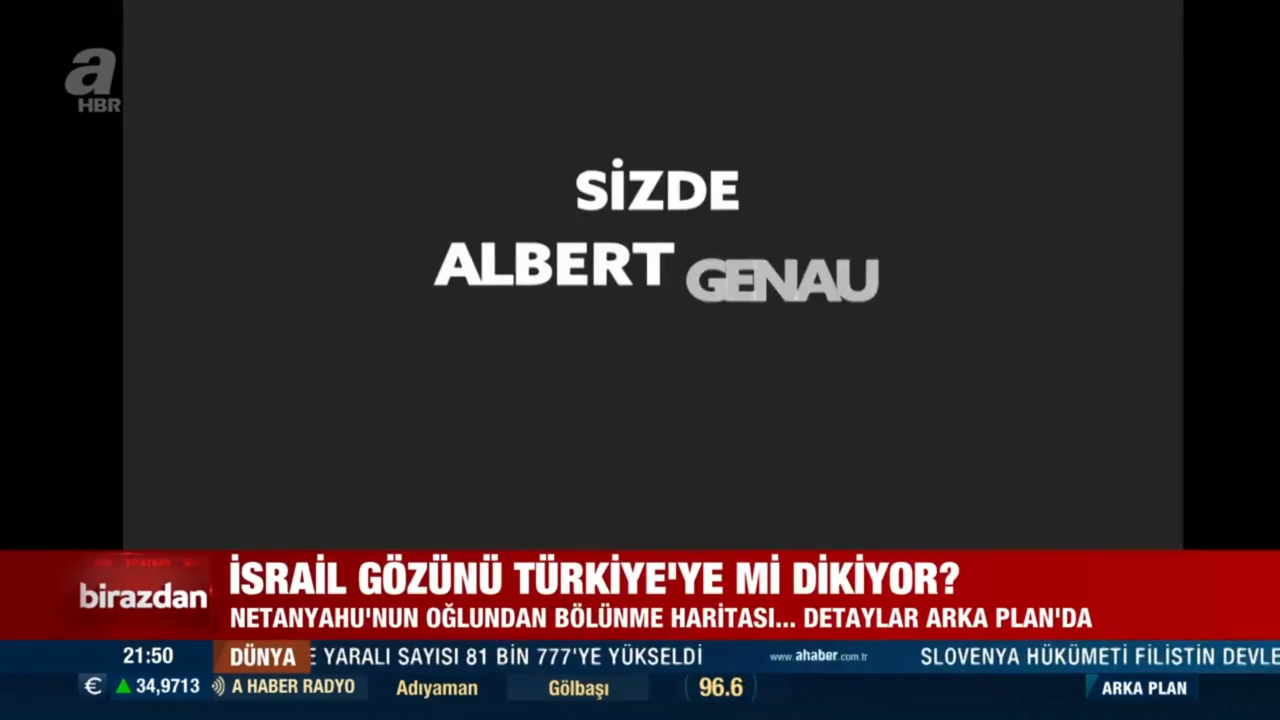 a
HBR
SİZDE
ALBERT GENAU
birazdan
İSRAİL GÖZÜNÜ TÜRKİYE'YE Mİ DİKİYOR?
NETANYAHU'NUN OĞLUNDAN BÖLÜNME HARİTASI... DETAYLAR ARKA PLAN'DA
21:50 DÜNYA E YARALI SAYISI 81 BİN 777'YE YÜKSELDİ www.ahaber.com.tr SLOVENYA HÜKÜMETİ FİLİSTİN DEVLE
€ 34,9713 A HABER RADYO Adıyaman Gölbaşı 96.6 ARKA PLAN